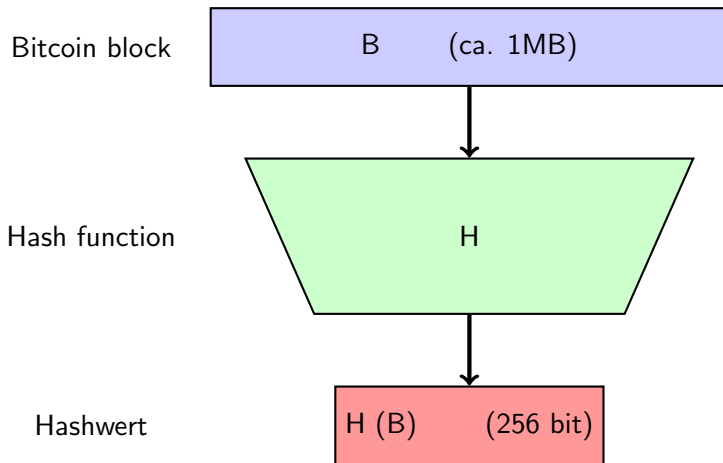 Bitcoin block B (ca. 1MB)
Hash function H
Hashwert H (B) (256 bit)